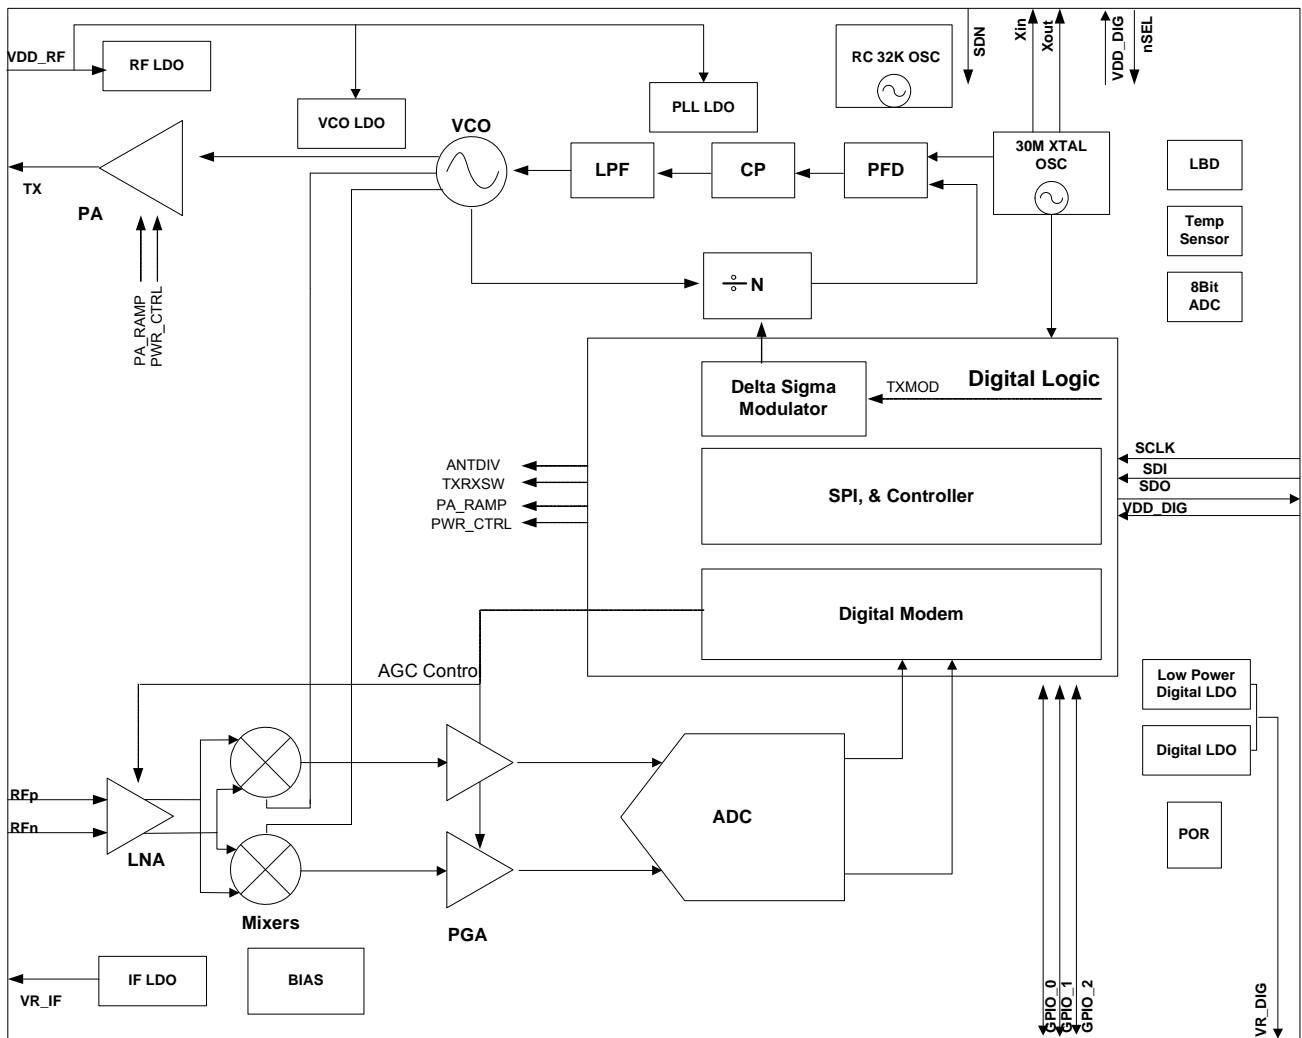 VDD_RF
RF LDO
VCO LDO
PLL LDO
RC 32K OSC
SDN
Xin
Xout
VDD_DIG
nSEL
VCO
LPF
CP
PFD
30M XTAL
OSC
LBD
TX
PA
Temp
Sensor
÷ N
8Bit
ADC
PA_RAMP
PWR_CTRL
Delta Sigma
Modulator
TXMOD
Digital Logic
ANTDIV
TXRXSW
PA_RAMP
PWR_CTRL
SPI, & Controller
SCLK
SDI
SDO
VDD_DIG
Digital Modem
AGC Control
Low Power
Digital LDO
Digital LDO
RFp
RFn
LNA
ADC
POR
Mixers
PGA
IF LDO
BIAS
VR_IF
GPIO_0
GPIO_1
GPIO_2
VR_DIG